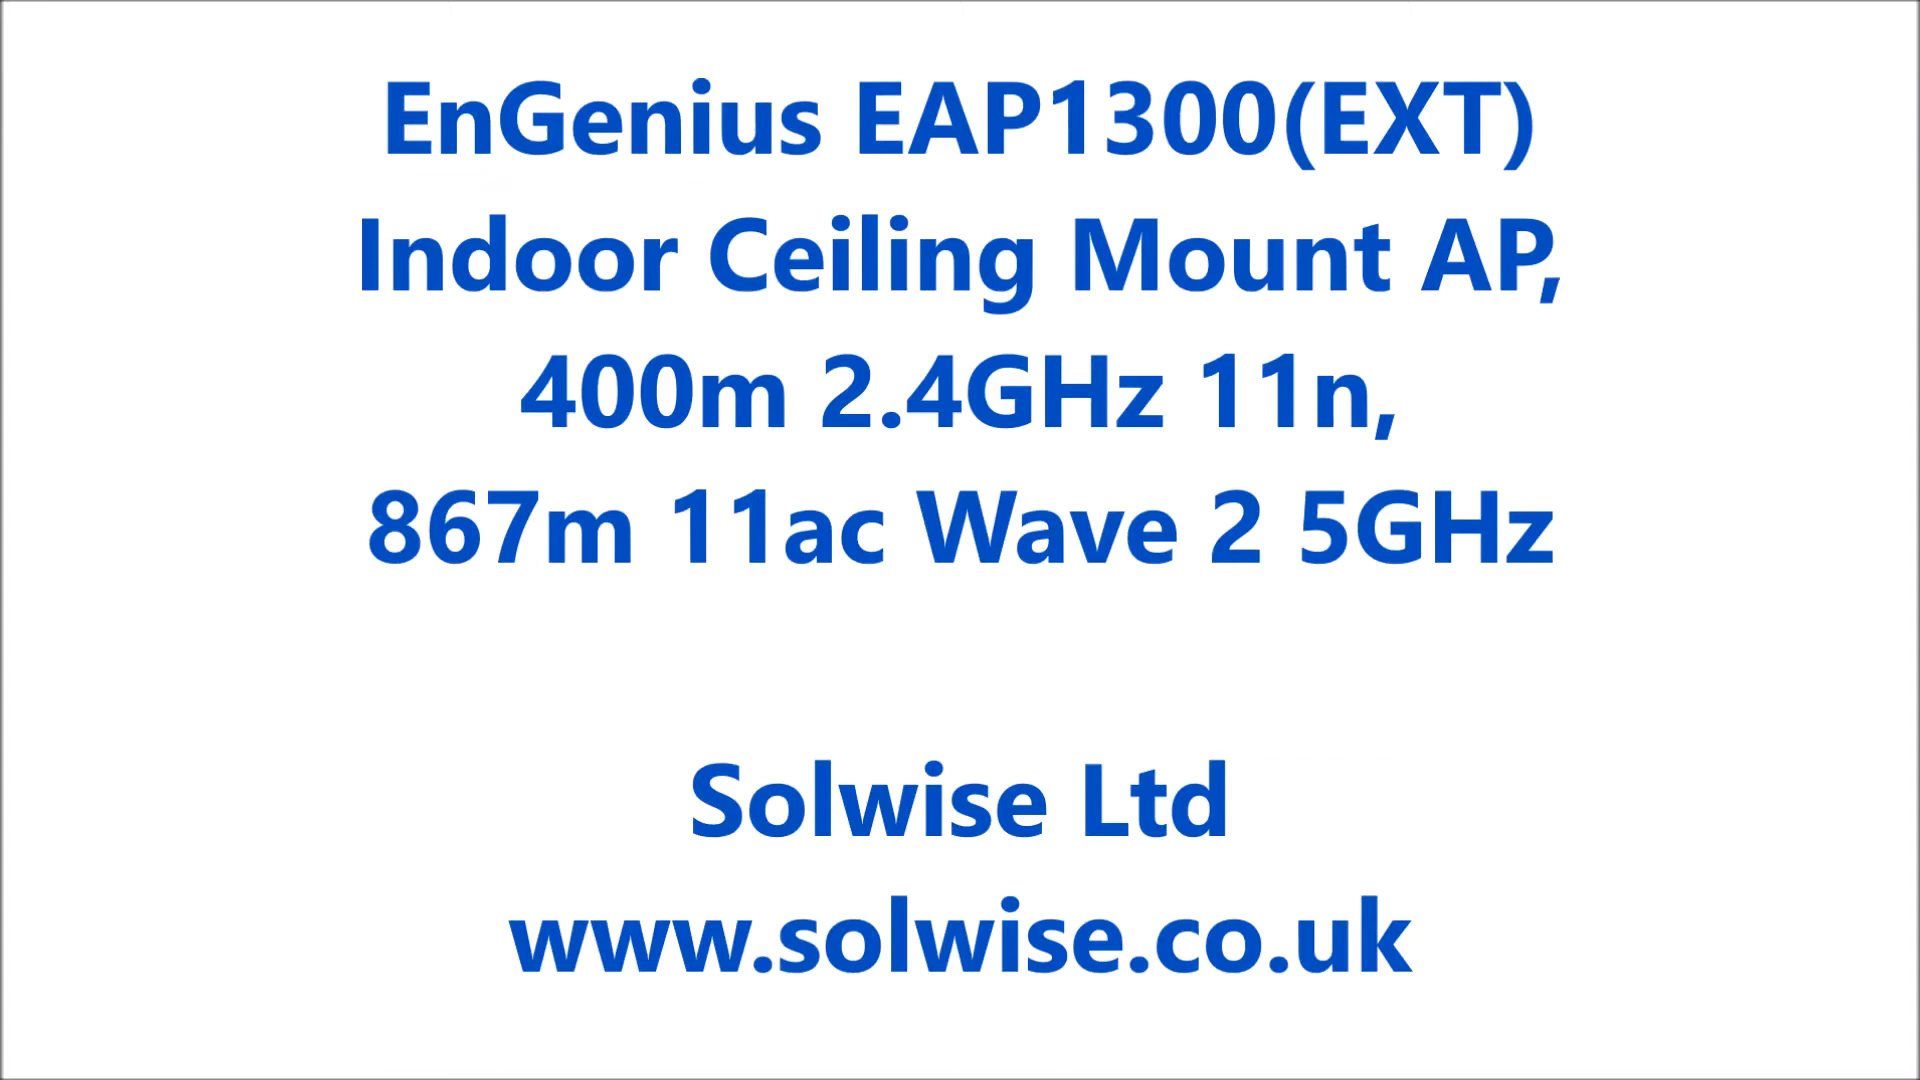 EnGenius EAP1300(EXT)
Indoor Ceiling Mount AP,
400m 2.4GHz 11n,
867m 11ac Wave 2 5GHz
Solwise Ltd
www.solwise.co.uk